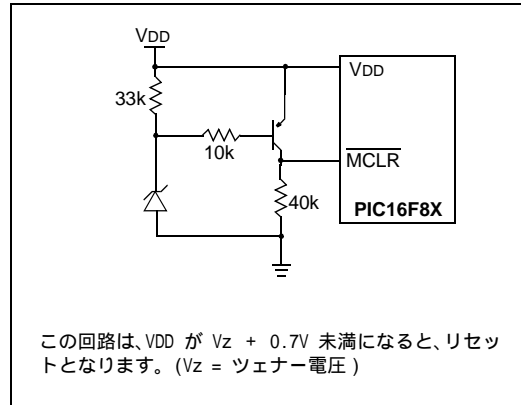 VDD
VDD
33k
10k
MCLR
40k
PIC16F8X
この回路は、VDD が Vz + 0.7V 未満になると、リセッ
トとなります。(Vz = ツェナー電圧 )